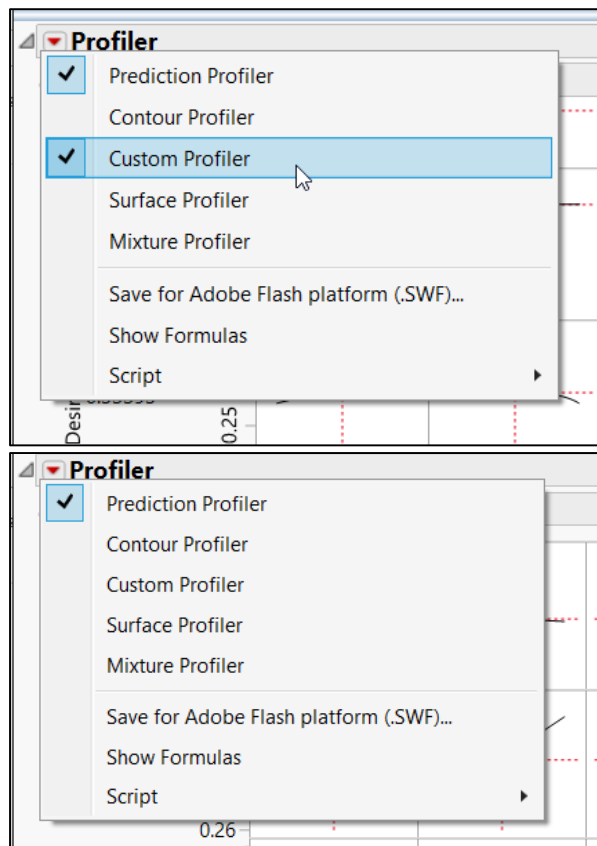 Profiler
Prediction Profiler
Contour Profiler
Custom Profiler
Surface Profiler
Mixture Profiler
Save for Adobe Flash platform (.SWF)...
Show Formulas
Script
Desir
0.25
Profiler
Prediction Profiler
Contour Profiler
Custom Profiler
Surface Profiler
Mixture Profiler
Save for Adobe Flash platform (.SWF)...
Show Formulas
Script
0.26